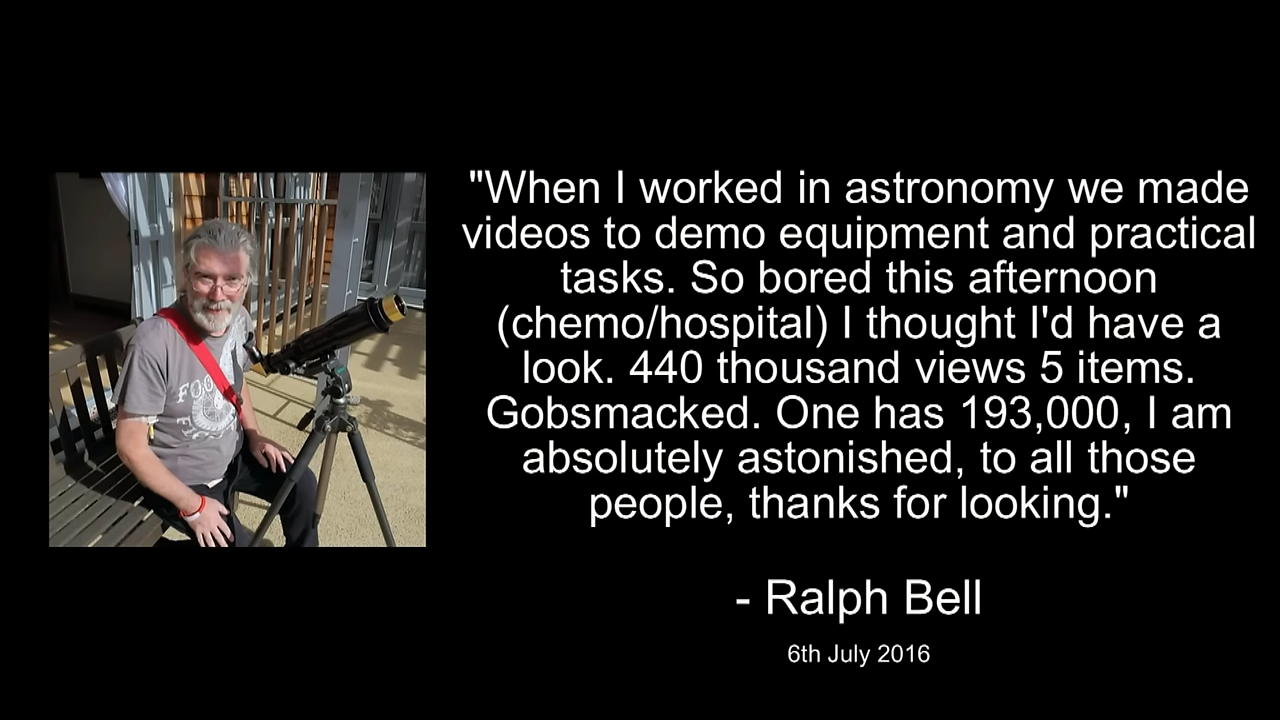 "When I worked in astronomy we made
videos to demo equipment and practical
tasks. So bored this afternoon
(chemo/hospital) I thought I'd have a
look. 440 thousand views 5 items.
Gobsmacked. One has 193,000, I am
absolutely astonished, to all those
people, thanks for looking."
- Ralph Bell
6th July 2016